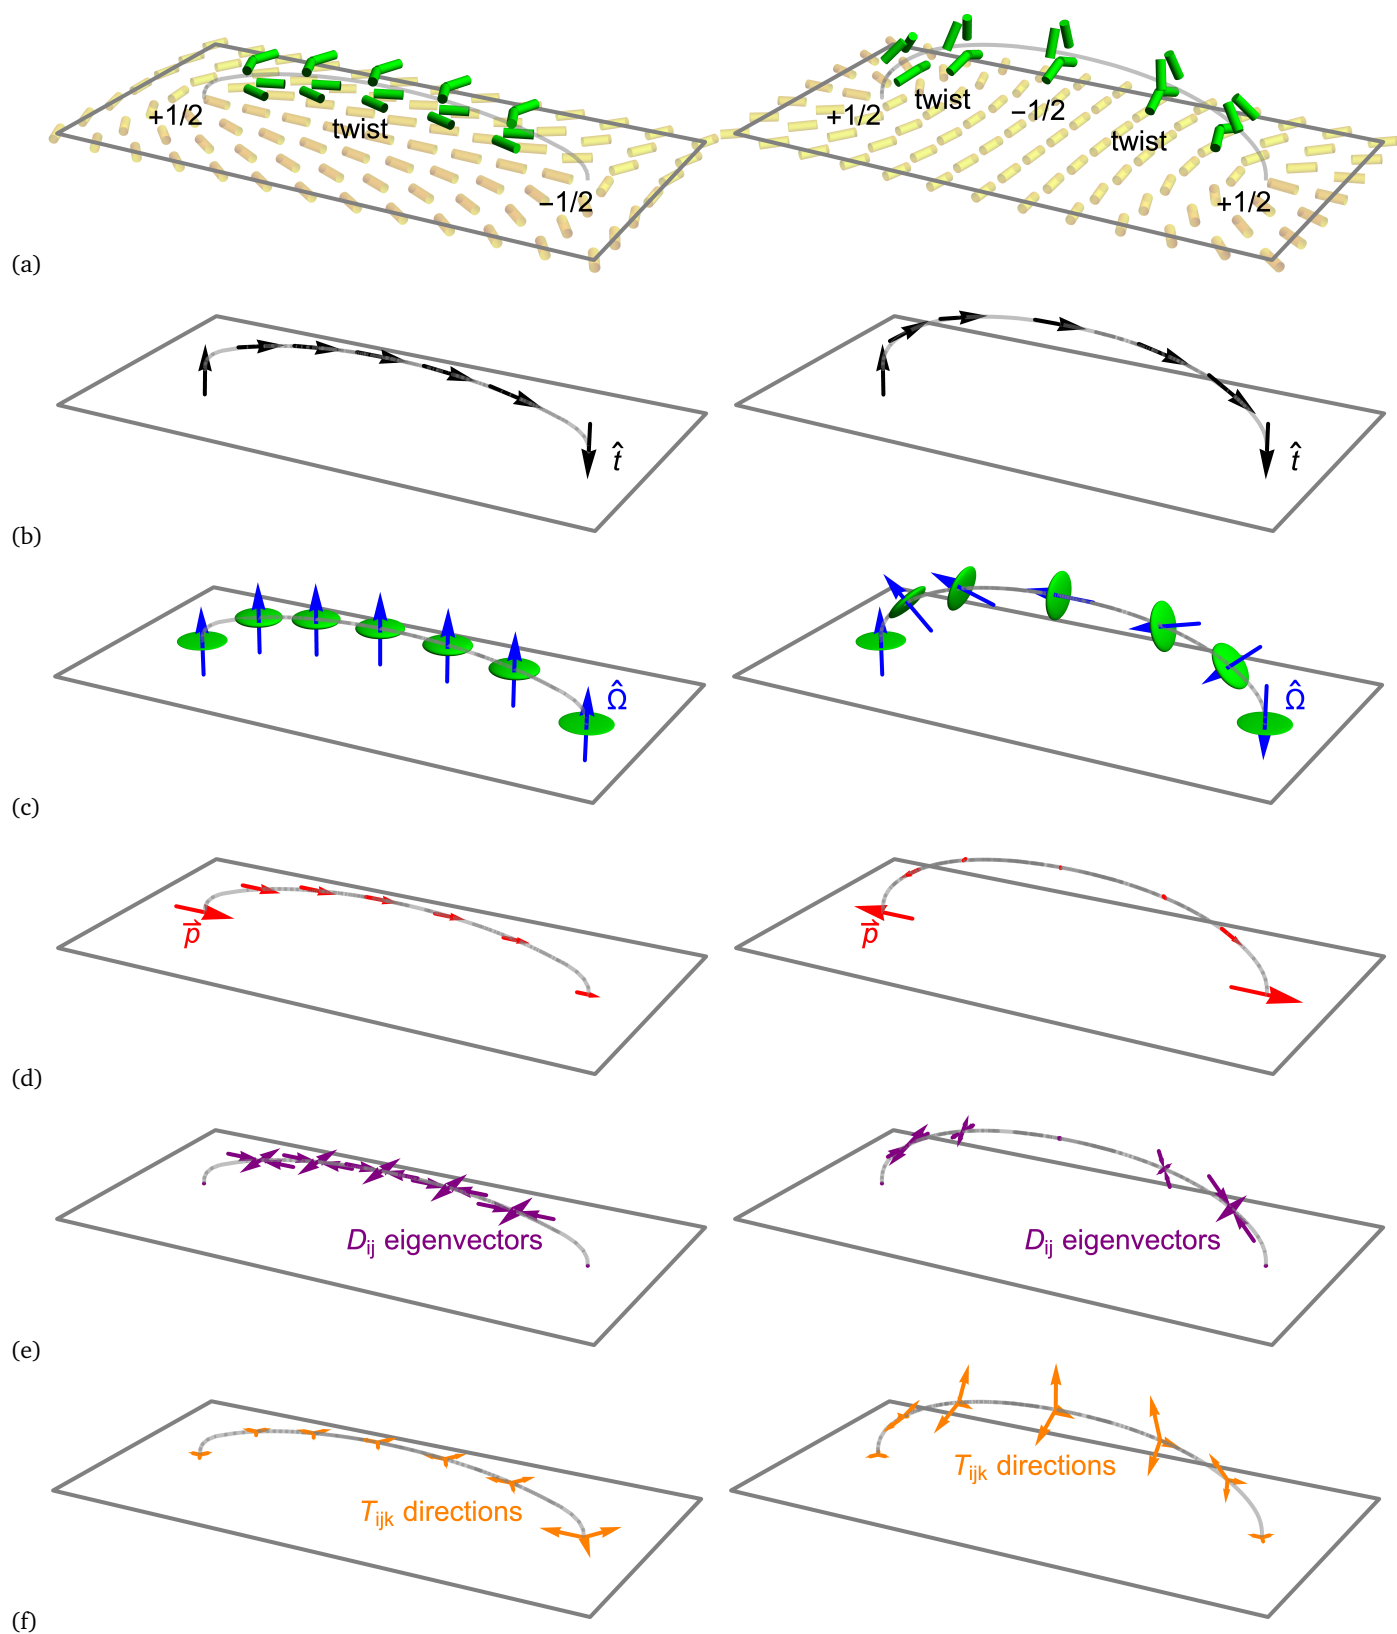 +1/2
twist
−1/2
+1/2
twist
−1/2
twist
+1/2
(a)
t̂
t̂
(b)
Ω̂
Ω̂
(c)
p⃗
p⃗
(d)
Dij eigenvectors
Dij eigenvectors
(e)
Tijk directions
Tijk directions
(f)